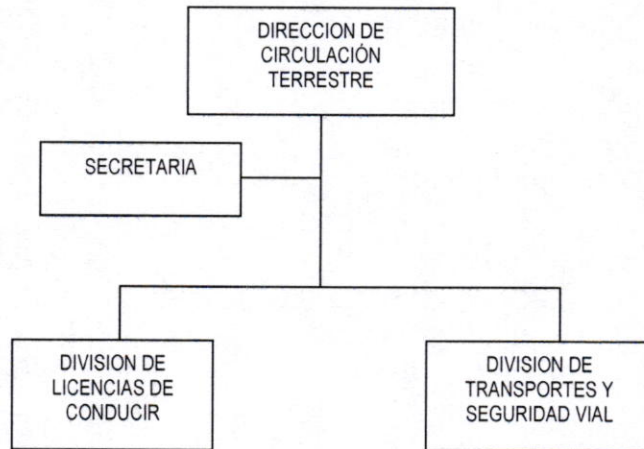 DIRECCION DE
CIRCULACIÓN
TERRESTRE
SECRETARIA
DIVISION DE
LICENCIAS DE
CONDUCIR
DIVISION DE
TRANSPORTES Y
SEGURIDAD VIAL